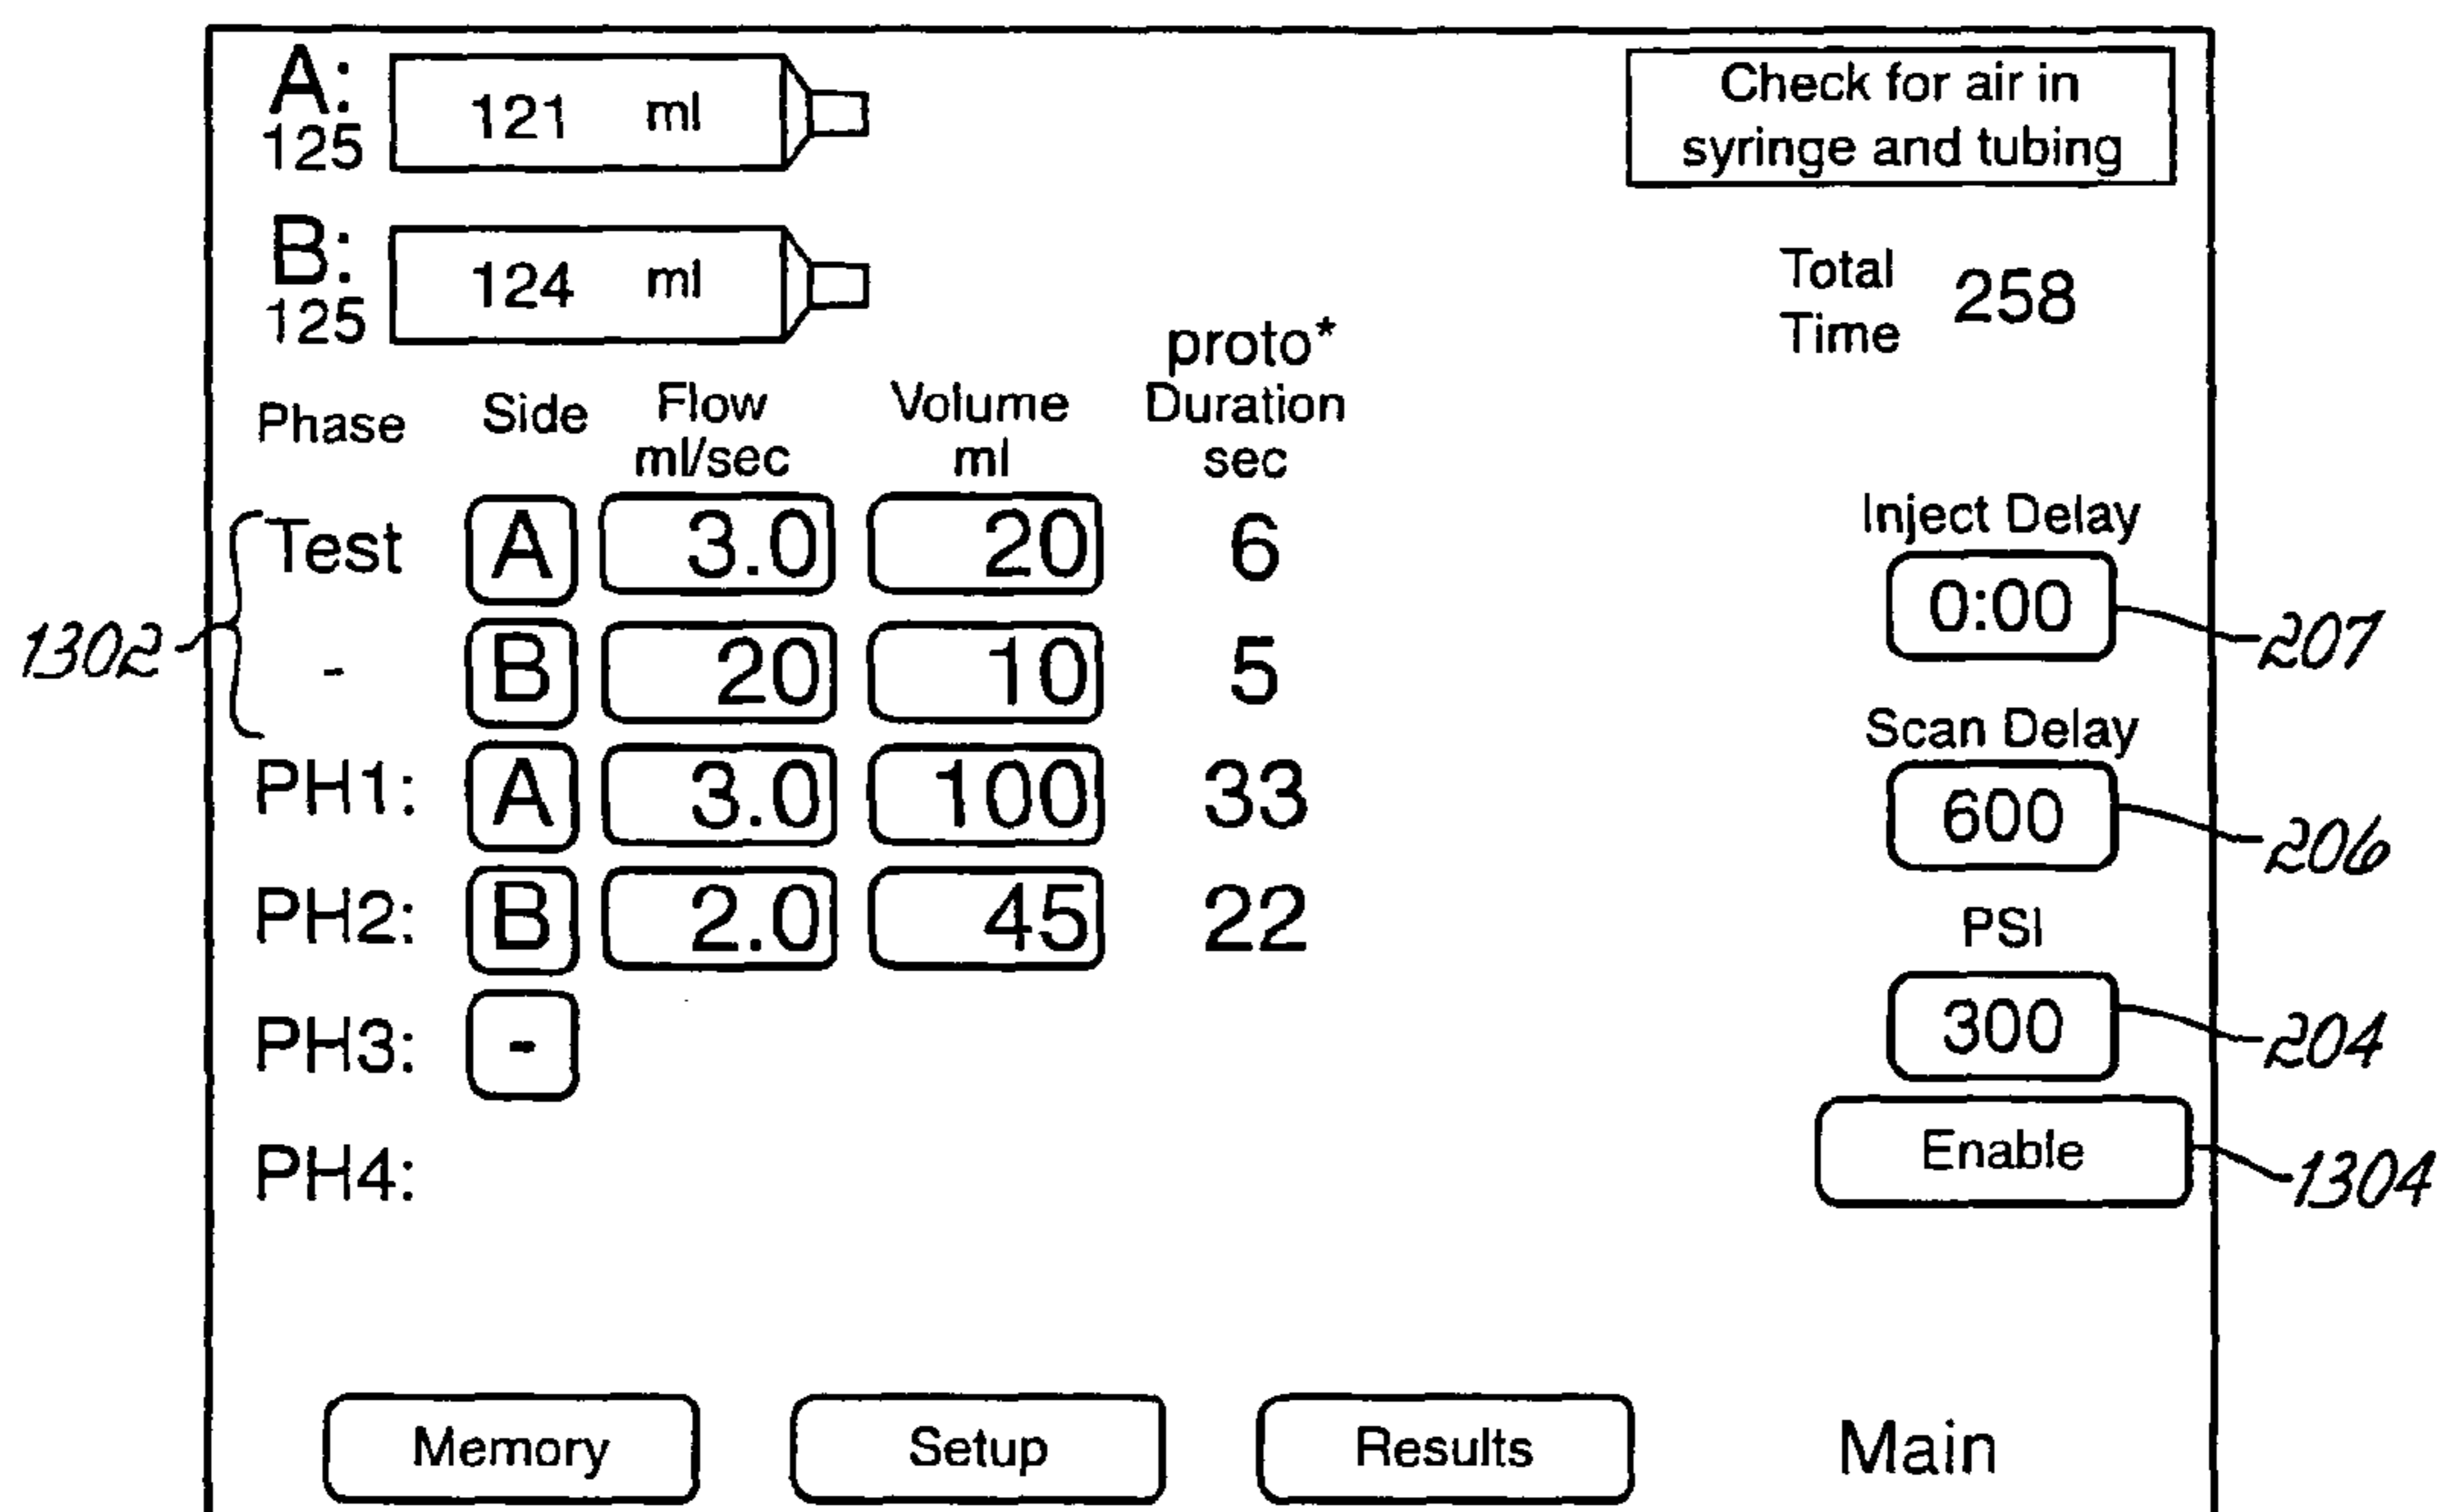 A:
125
121 ml
Check for air in
syringe and tubing
B:
125
124 ml
Total
Time
258
proto*
Phase
Side
Flow
ml/sec
Volume
ml
Duration
sec
Test A 3.0 20 6
- B 20 10 5
1302
PH1: A 3.0 100 33
PH2: B 2.0 45 22
PH3: -
PH4:
Inject Delay
0:00
207
Scan Delay
600
206
PSI
300
204
Enable
1304
Memory Setup Results Main